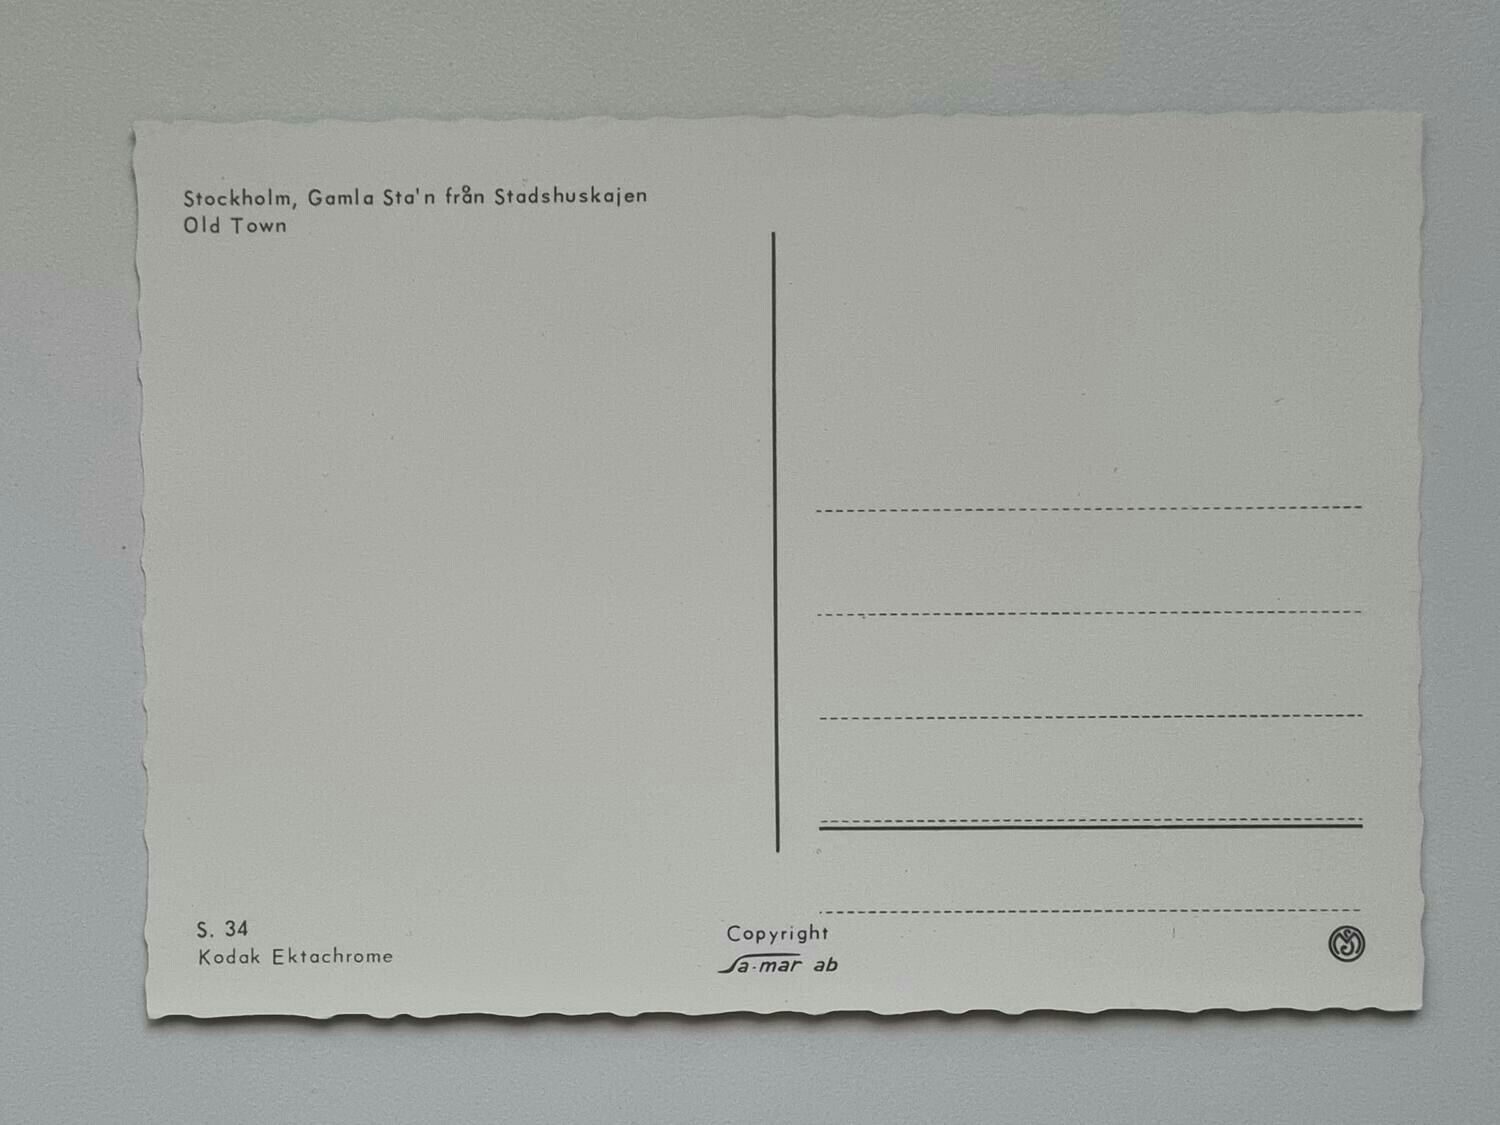 Stockholm, Gamla Sta'n från Stadshuskajen
Old Town
S. 34
Kodak Ektachrome
Copyright
Sa-mar ab